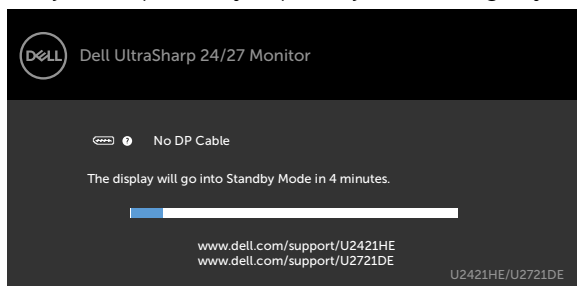 DELL Dell UltraSharp 24/27 Monitor
? No DP Cable
The display will go into Standby Mode in 4 minutes.
www.dell.com/support/U2421HE
www.dell.com/support/U2721DE
U2421HE/U2721DE